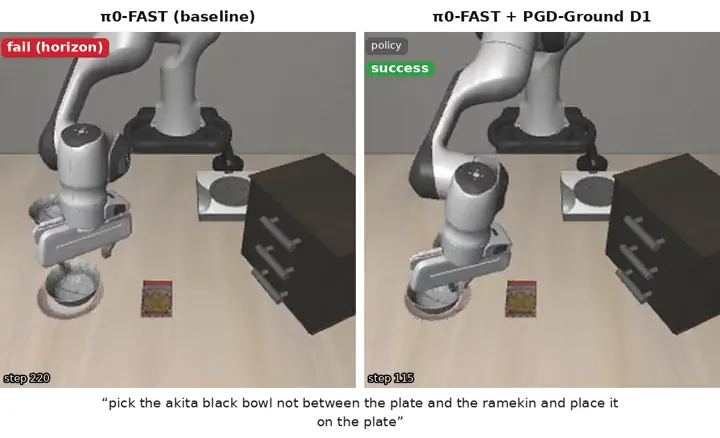 π0-FAST (baseline)
π0-FAST + PGD-Ground D1
fail (horizon)
policy
success
step 220
step 115
“pick the akita black bowl not between the plate and the ramekin and place it
on the plate”